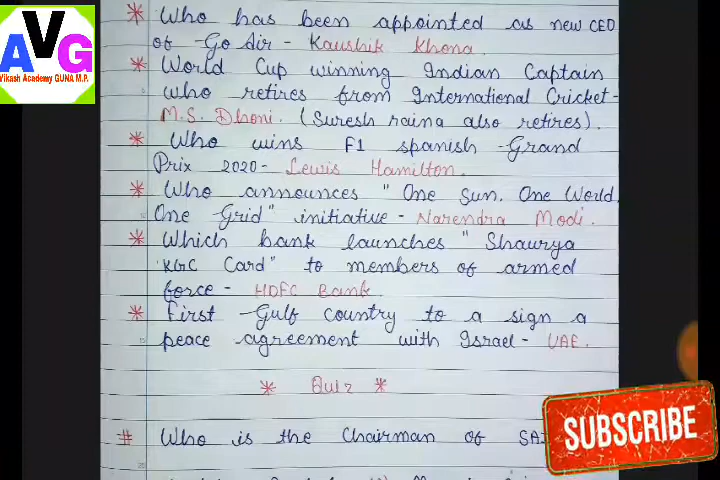 AVG
Vikash Academy GUNA M.P.
* Who has been appointed as new CEO
of Go Air - Kaushik Khona
* World Cup winning Indian Captain
who retires from International Cricket -
M.S. Dhoni. (Suresh raina also retires).
* Who wins F1 spanish Grand
Prix 2020 - Lewis Hamilton.
* Who announces " One Sun. One World
One Grid" initiative - Narendra Modi.
* Which bank launches " Shaurya
KGC Card" to members of armed
force - HDFC Bank
* First Gulf country to a sign a
peace agreement with Israel - UAE.
* Quiz *
# Who is the Chairman of
SUBSCRIBE